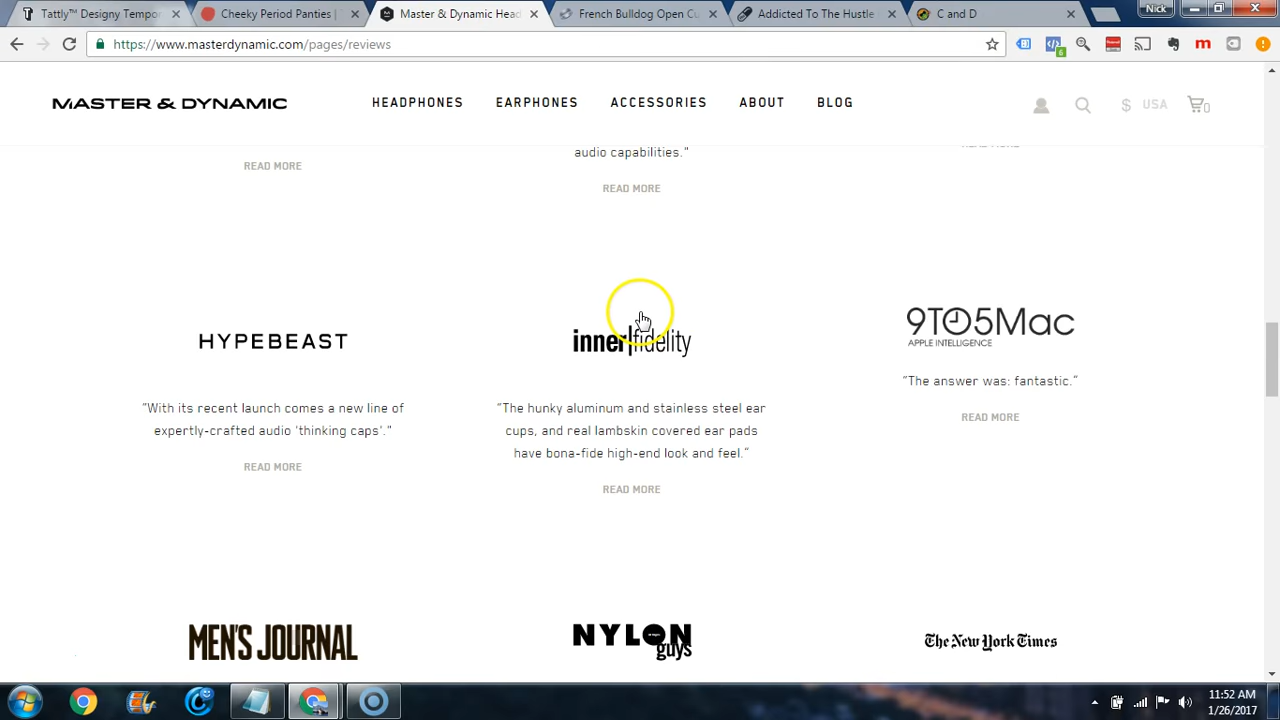 Tattly™ Designy Tempor
Cheeky Period Panties |
Master & Dynamic Head
French Bulldog Open Cu
Addicted To The Hustle
C and D
Nick
https://www.masterdynamic.com/pages/reviews
6
MASTER & DYNAMIC
HEADPHONES
EARPHONES
ACCESSORIES
ABOUT
BLOG
$ USA
0
audio capabilities."
READ MORE
READ MORE
HYPEBEAST
inner|fidelity
9TO5Mac
APPLE INTELLIGENCE
"With its recent launch comes a new line of
expertly-crafted audio 'thinking caps'."
READ MORE
"The hunky aluminum and stainless steel ear
cups, and real lambskin covered ear pads
have bona-fide high-end look and feel."
READ MORE
"The answer was: fantastic."
READ MORE
MEN'S JOURNAL
NYLON
guys
The New York Times
11:52 AM
1/26/2017